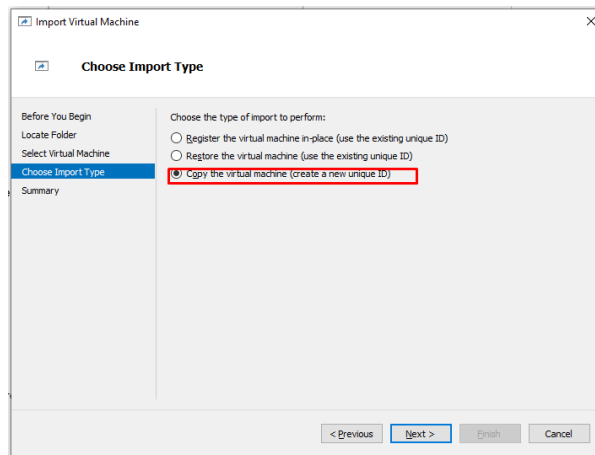 Import Virtual Machine
Choose Import Type
Before You Begin
Locate Folder
Select Virtual Machine
Choose Import Type
Summary
Choose the type of import to perform:
Register the virtual machine in-place (use the existing unique ID)
Restore the virtual machine (use the existing unique ID)
Copy the virtual machine (create a new unique ID)
< Previous
Next >
Finish
Cancel